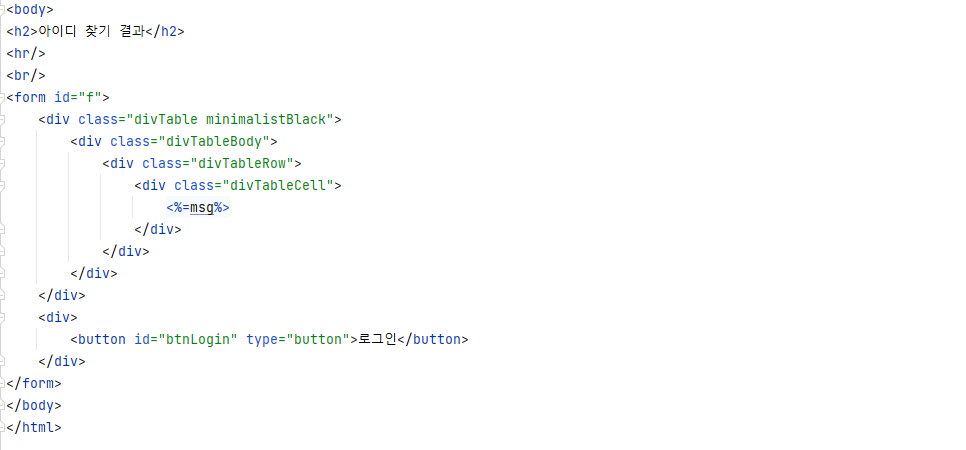 <body>
<h2>아이디 찾기 결과</h2>
<hr/>
<br/>
<form id="f">
    <div class="divTable minimalistBlack">
        <div class="divTableBody">
            <div class="divTableRow">
                <div class="divTableCell">
                    <%=msg%>
                </div>
            </div>
        </div>
    </div>
    <div>
        <button id="btnLogin" type="button">로그인</button>
    </div>
</form>
</body>
</html>